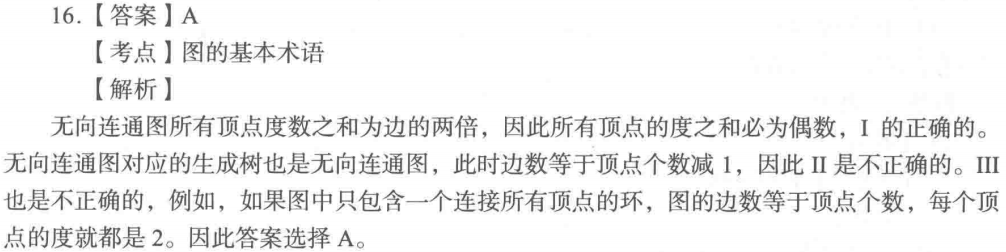 16.【答案】A
【考点】图的基本术语
【解析】
无向连通图所有顶点度数之和为边的两倍，因此所有顶点的度之和必为偶数，I 的正确的。
无向连通图对应的生成树也是无向连通图，此时边数等于顶点个数减 1，因此 II 是不正确的。III
也是不正确的，例如，如果图中只包含一个连接所有顶点的环，图的边数等于顶点个数，每个顶
点的度就都是 2。因此答案选择 A。